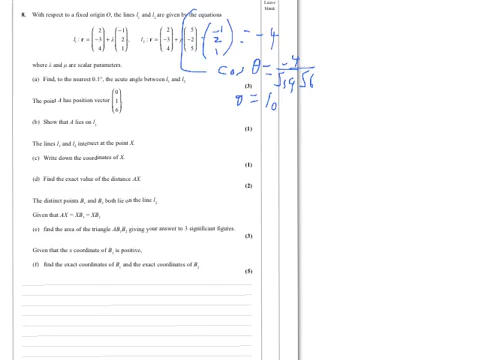 Leave
blank
8. With respect to a fixed origin O, the lines l₁ and l₂ are given by the equations
l₁ : r = (2 −3 4) + λ (−1 2 1) l₂ : r = (2 −3 4) + μ (5 −2 5)
(5 −2 5) · (−1 2 1) = −4
where λ and μ are scalar parameters.
cos θ = −4 / √54 √6
(a) Find, to the nearest 0.1°, the acute angle between l₁ and l₂
(3)
The point A has position vector (0 1 6)
(b) Show that A lies on l₁
(1)
The lines l₁ and l₂ intersect at the point X.
(c) Write down the coordinates of X.
(1)
(d) Find the exact value of the distance AX.
(2)
The distinct points B₁ and B₂ both lie on the line l₂
Given that AX = XB₁ = XB₂
(e) find the area of the triangle AB₁B₂ giving your answer to 3 significant figures.
(3)
Given that the x coordinate of B₁ is positive,
(f) find the exact coordinates of B₁ and the exact coordinates of B₂
(5)